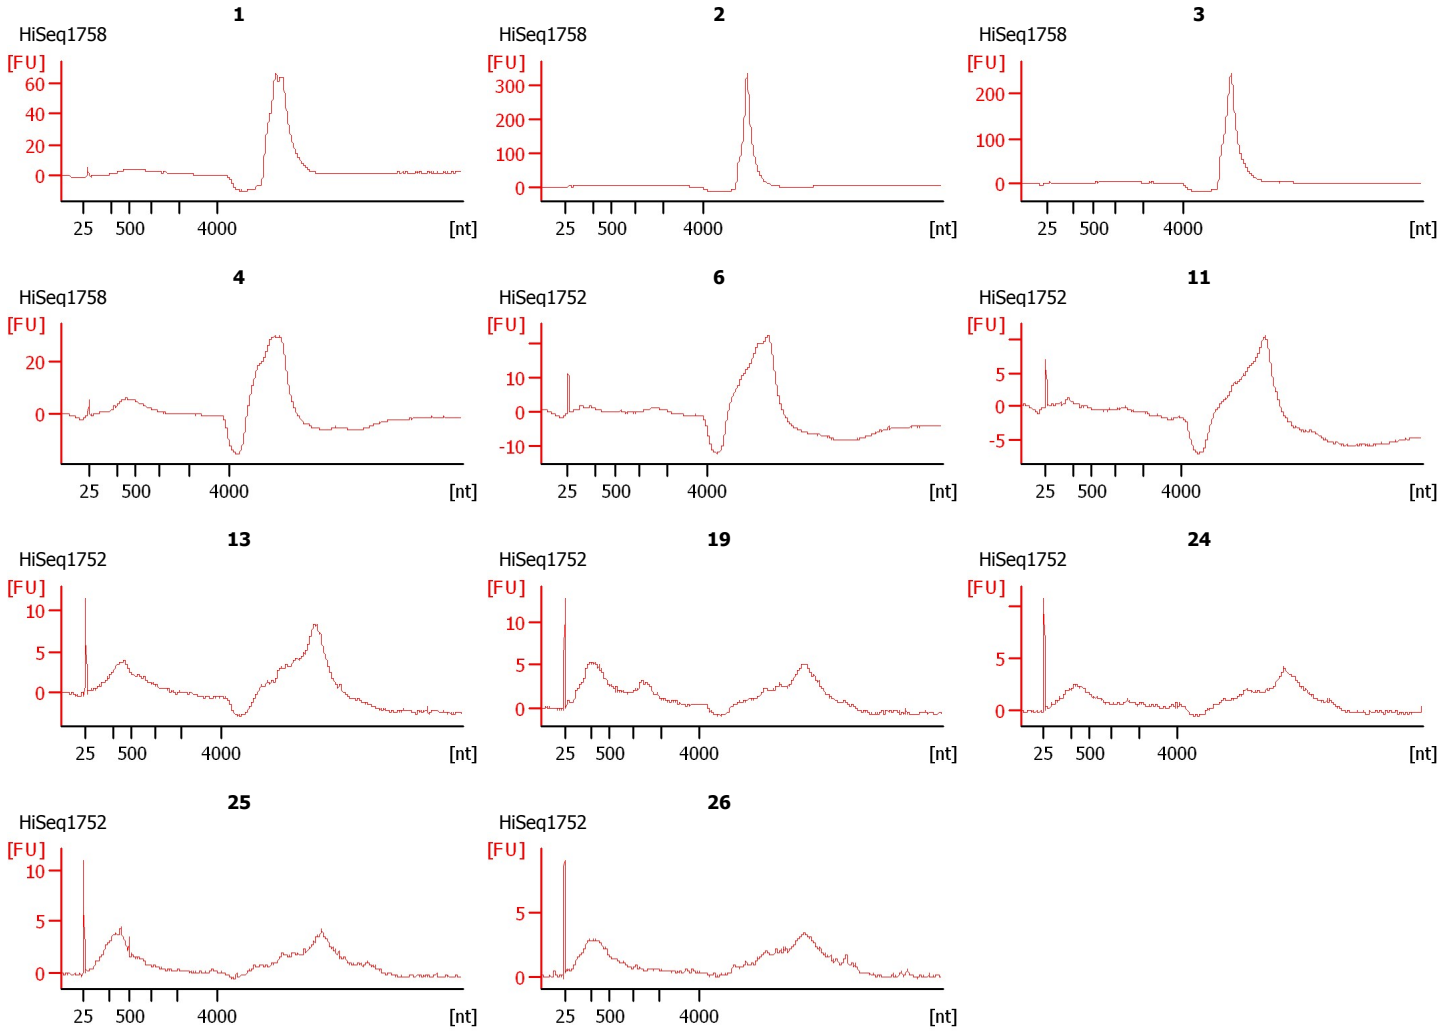 1 2 3
HiSeq1758 HiSeq1758 HiSeq1758
[FU] [FU] [FU]
60 300 200
40 200 100
20 100 0
0 0
25 500 4000 [nt] 25 500 4000 [nt] 25 500 4000 [nt]
4 6 11
HiSeq1758 HiSeq1752 HiSeq1752
[FU] [FU] [FU]
20 10 5
0 0 0
-10 -5
25 500 4000 [nt] 25 500 4000 [nt] 25 500 4000 [nt]
13 19 24
HiSeq1752 HiSeq1752 HiSeq1752
[FU] [FU] [FU]
10 10 5
5 5 0
0 0
25 500 4000 [nt] 25 500 4000 [nt] 25 500 4000 [nt]
25 26
HiSeq1752 HiSeq1752
[FU] [FU]
10 5
5 0
0
25 500 4000 [nt] 25 500 4000 [nt]